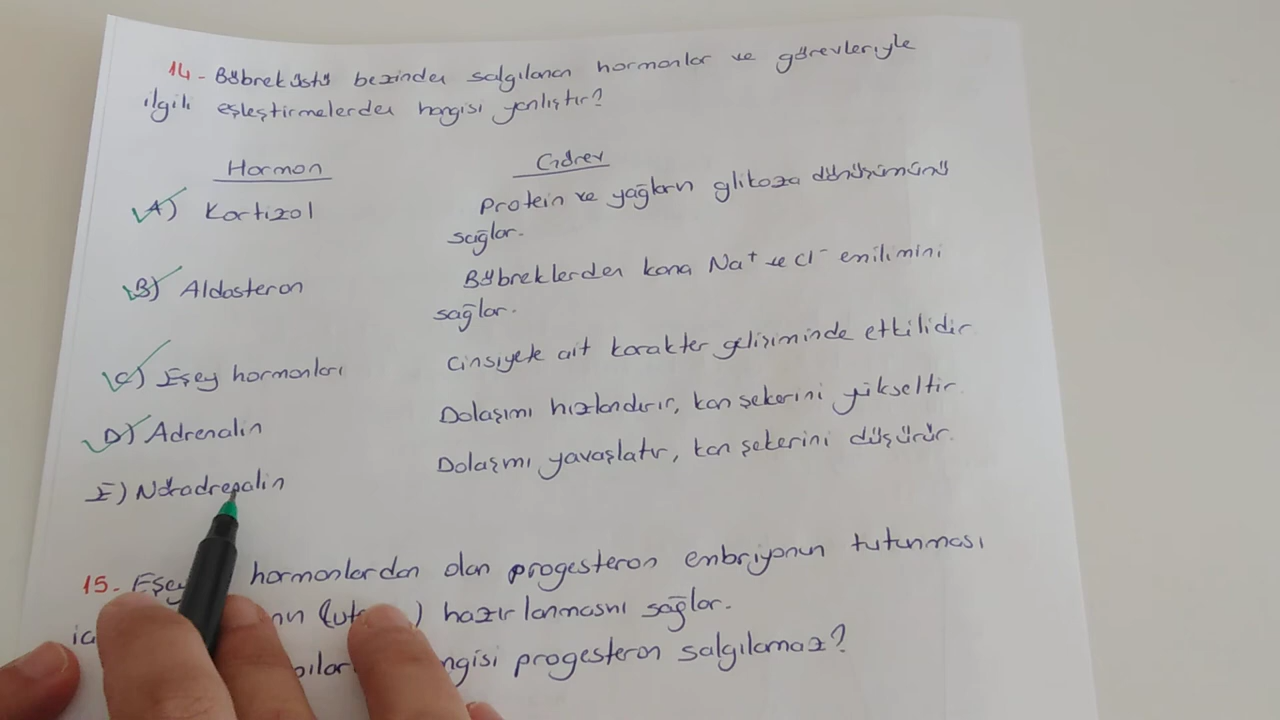 14- Böbreküstü bezinden salgılanan hormonlar ve görevleriyle
ilgili eşleştirmelerden hangisi yanlıştır?
Hormon Görev
A) Kortizol Protein ve yağların glikoza dönüşümünü
sağlar.
B) Aldosteron Böbreklerden kana Na⁺ ve Cl⁻ emilimini
sağlar.
C) Eşey hormonları Cinsiyete ait karakter gelişiminde etkilidir
D) Adrenalin Dolaşımı hızlandırır, kan şekerini yükseltir.
E) Noradrenalin Dolaşımı yavaşlatır, kan şekerini düşürür.
15- Eşey hormonlardan olan progesteron embriyonun tutunması
hazırlanmasını sağlar.
progesteron salgılamaz?